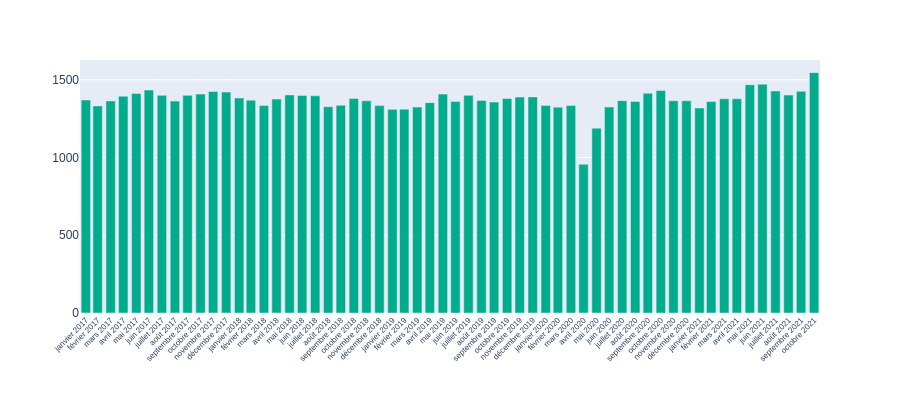 1500
1000
500
0
janvier 2017
février 2017
mars 2017
avril 2017
mai 2017
juin 2017
juillet 2017
août 2017
septembre 2017
octobre 2017
novembre 2017
décembre 2017
janvier 2018
février 2018
mars 2018
avril 2018
mai 2018
juin 2018
juillet 2018
août 2018
septembre 2018
octobre 2018
novembre 2018
décembre 2018
janvier 2019
février 2019
mars 2019
avril 2019
mai 2019
juin 2019
juillet 2019
août 2019
septembre 2019
octobre 2019
novembre 2019
décembre 2019
janvier 2020
février 2020
mars 2020
avril 2020
mai 2020
juin 2020
juillet 2020
août 2020
septembre 2020
octobre 2020
novembre 2020
décembre 2020
janvier 2021
février 2021
mars 2021
avril 2021
mai 2021
juin 2021
juillet 2021
août 2021
septembre 2021
octobre 2021